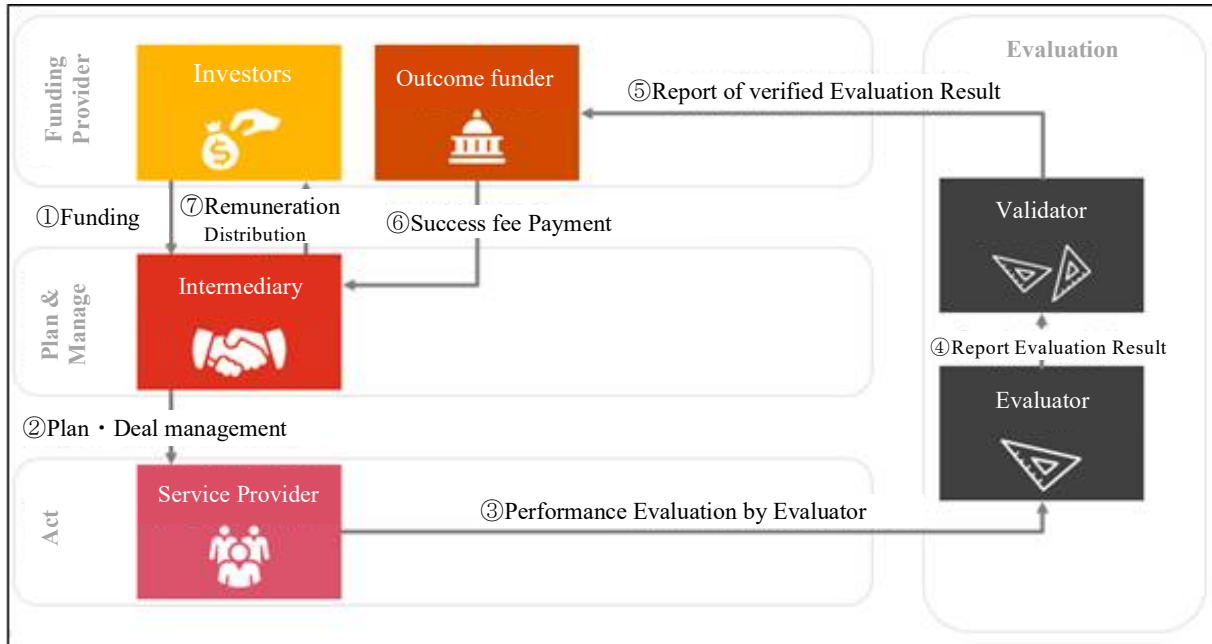 Funding
Provider
Investors
Outcome funder
Evaluation
⑤Report of verified Evaluation Result
①Funding
⑦Remuneration
Distribution
⑥Success fee Payment
Validator
Plan &
Manage
Intermediary
④Report Evaluation Result
Evaluator
②Plan・Deal management
Act
Service Provider
③Performance Evaluation by Evaluator
$